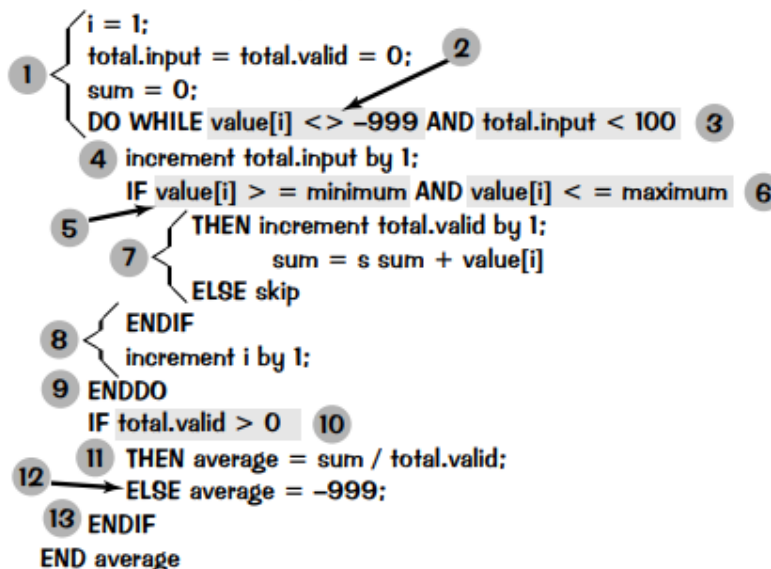 i = 1;
total.input = total.valid = 0; 2
1
sum = 0;
DO WHILE value[i] <> –999 AND total.input < 100 3
4 increment total.input by 1;
IF value[i] > = minimum AND value[i] < = maximum 6
5
THEN increment total.valid by 1;
7
sum = s sum + value[i]
ELSE skip
ENDIF
8
increment i by 1;
9 ENDDO
IF total.valid > 0 10
11 THEN average = sum / total.valid;
12 ELSE average = –999;
13 ENDIF
END average